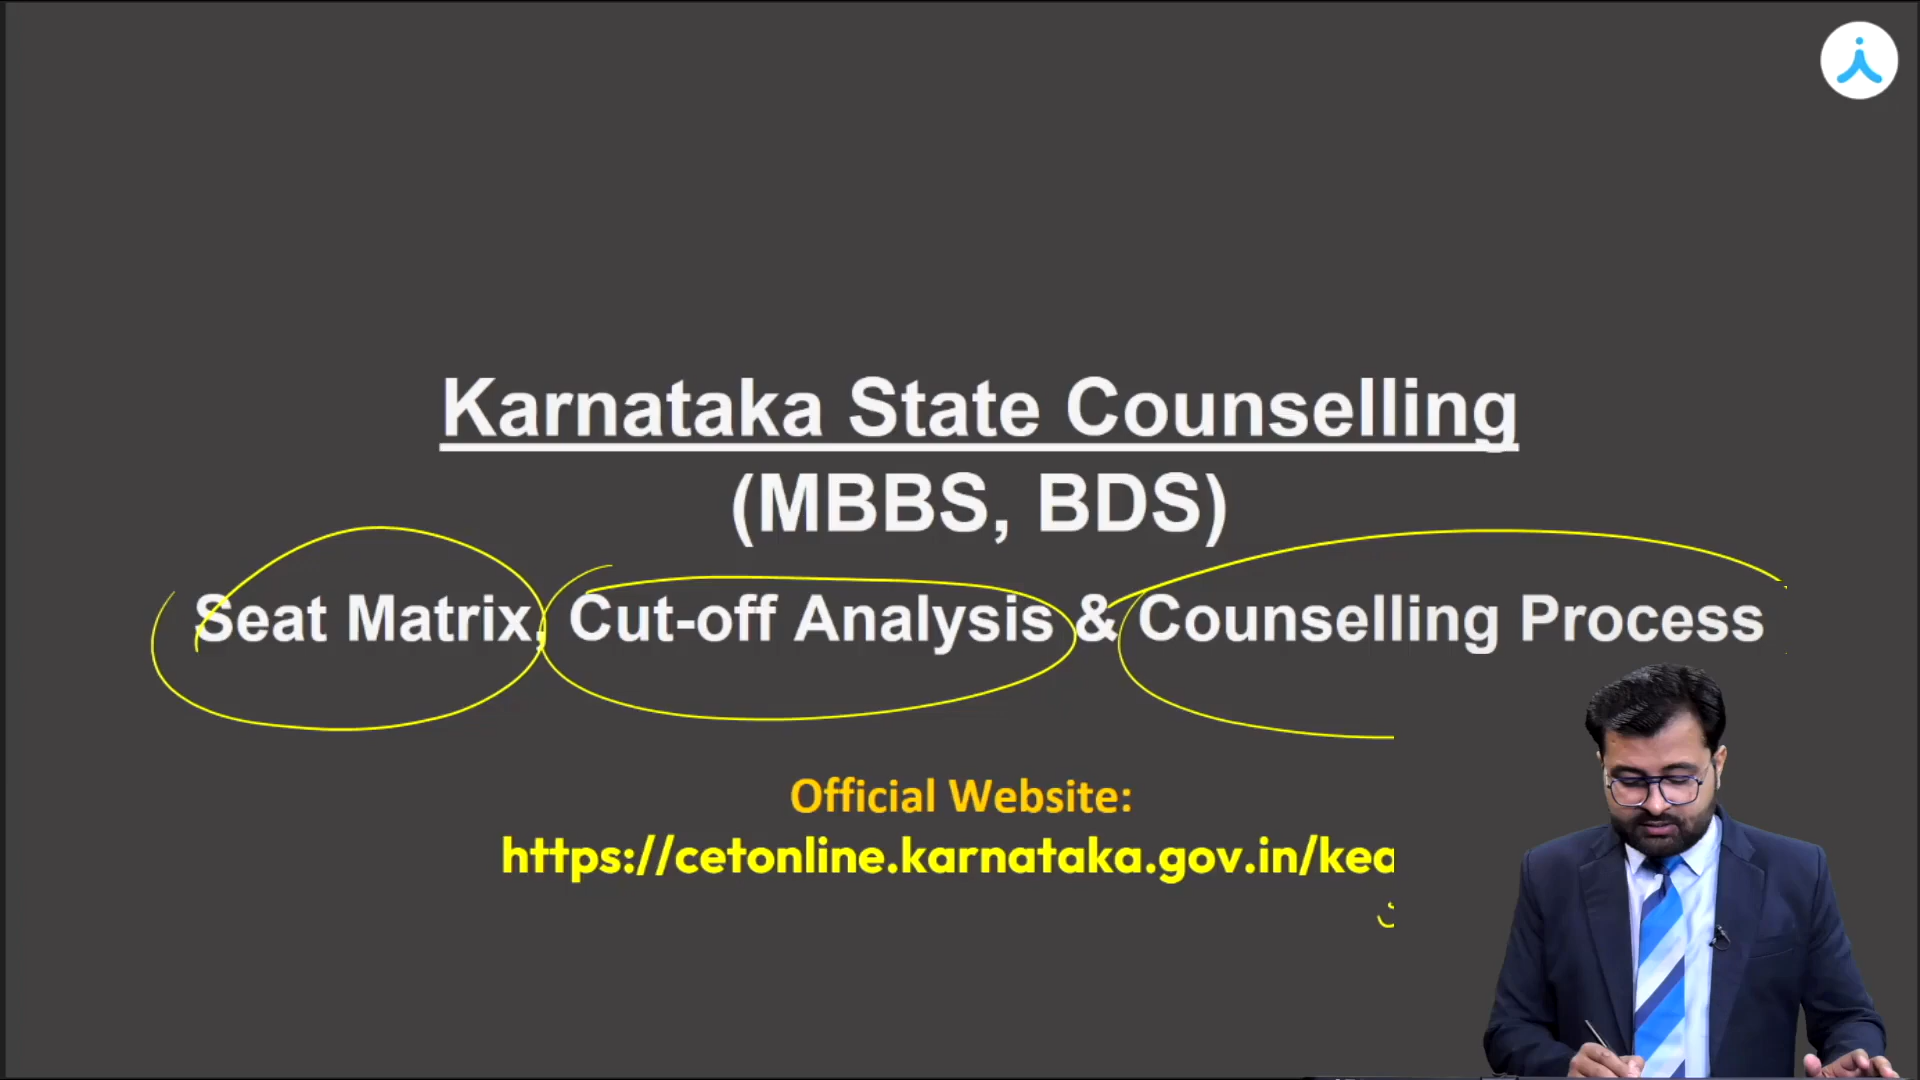 Karnataka State Counselling
(MBBS, BDS)
Seat Matrix, Cut-off Analysis & Counselling Process
Official Website:
https://cetonline.karnataka.gov.in/kea